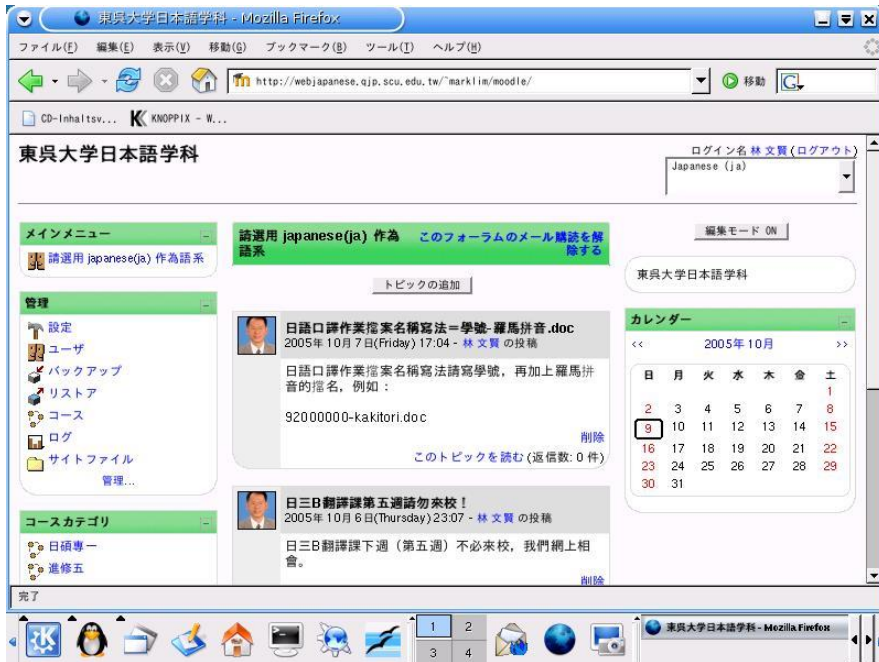 東呉大学日本語学科 - Mozilla Firefox
ファイル(F) 編集(E) 表示(V) 移動(G) ブックマーク(B) ツール(T) ヘルプ(H)
http://webjapanese.qjp.scu.edu.tw/~marklim/moodle/
移動
CD-Inhaltsv... KNOPPIX - W...
東呉大学日本語学科
ログイン名 林 文賢 (ログアウト)
Japanese (ja)
メインメニュー
請選用 japanese(ja) 作為語系
管理
設定
ユーザ
バックアップ
リストア
コース
ログ
サイトファイル
管理...
コースカテゴリ
日碩專一
進修五
請選用 japanese(ja) 作為
語系
このフォーラムのメール購読を解
除する
トピックの追加
日語口譯作業檔案名稱寫法＝學號-羅馬拼音.doc
2005年 10月 7日(Friday) 17:04 - 林 文賢 の投稿
日語口譯作業檔案名稱寫法請寫學號，再加上羅馬拼
音的檔名，例如：
92000000-kakitori.doc
削除
このトピックを読む (返信数: 0 件)
日三B翻譯課第五週請勿來校！
2005年 10月 6日(Thursday) 23:07 - 林 文賢 の投稿
日三B翻譯課下週（第五週）不必來校，我們網上相
會。
削除
編集モード ON
東呉大学日本語学科
カレンダー
<< 2005年 10月 >>
日 月 火 水 木 金 土
1
2 3 4 5 6 7 8
9 10 11 12 13 14 15
16 17 18 19 20 21 22
23 24 25 26 27 28 29
30 31
完了
1 2
3 4
東呉大学日本語学科 - Mozilla Firefox